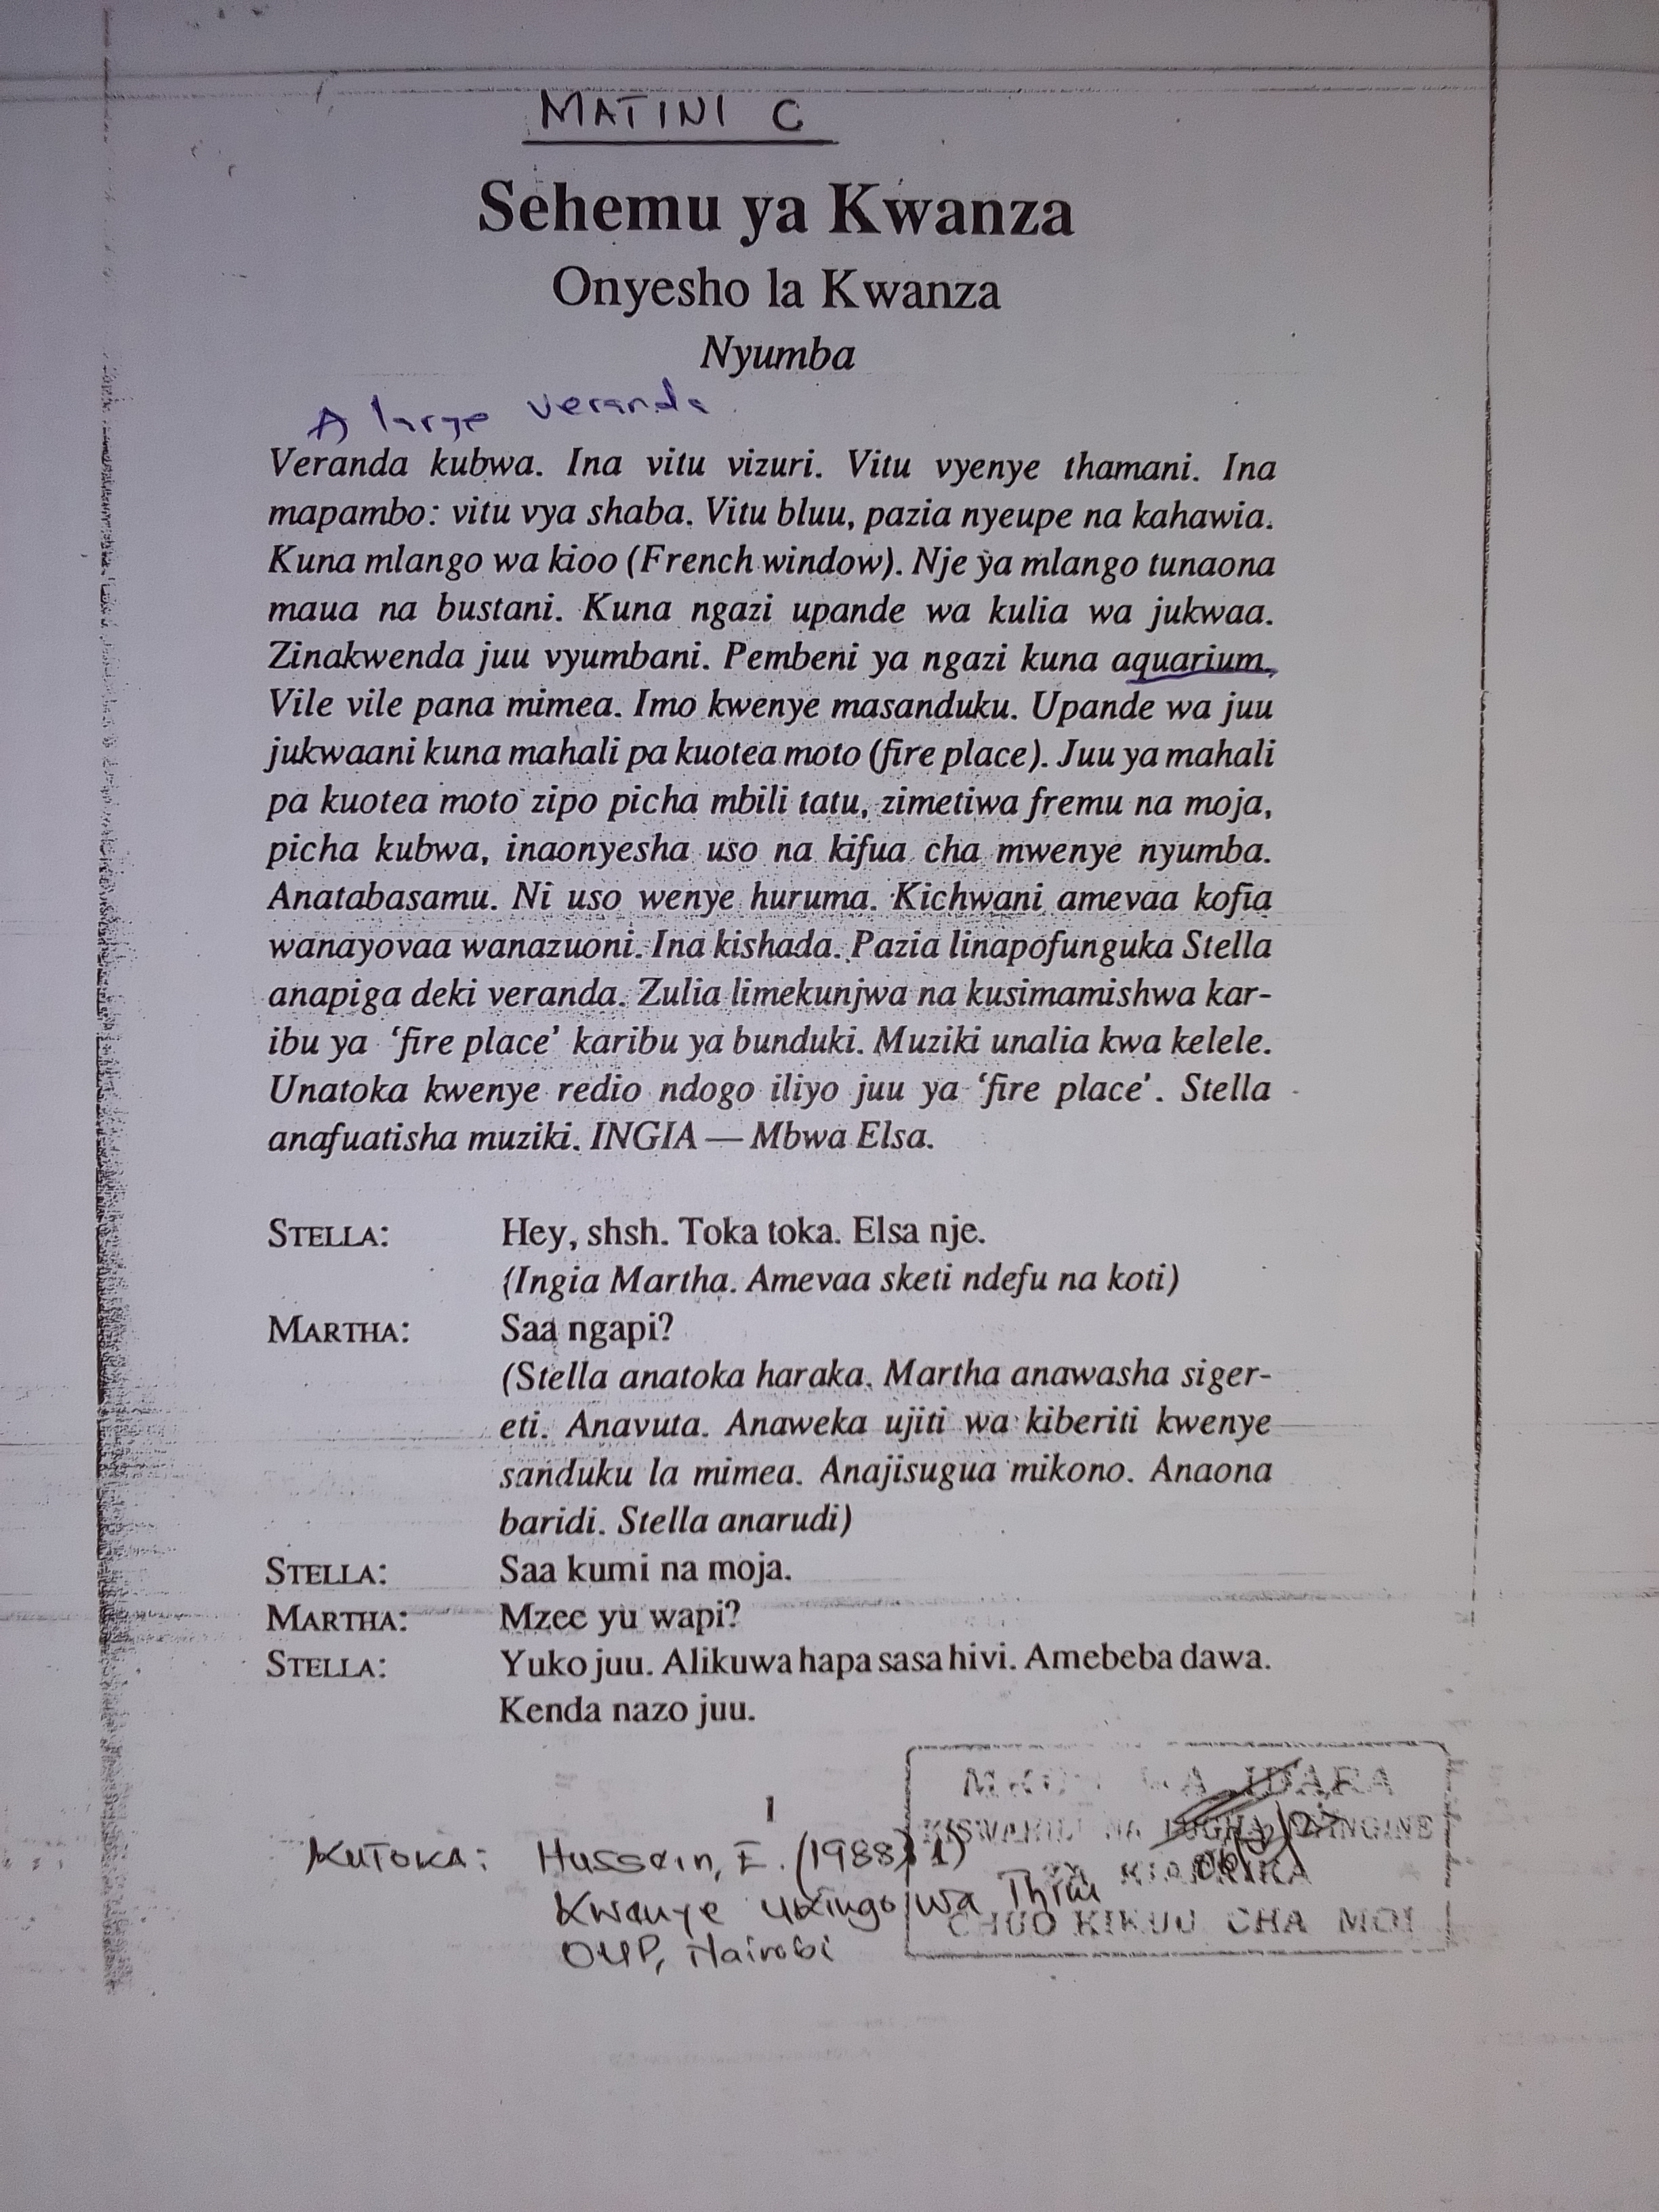 MATINI C
Sehemu ya Kwanza
Onyesho la Kwanza
Nyumba
A large veranda
Veranda kubwa. Ina vitu vizuri. Vitu vyenye thamani. Ina
mapambo: vitu vya shaba. Vitu bluu, pazia nyeupe na kahawia.
Kuna mlango wa kioo (French window). Nje ya mlango tunaona
maua na bustani. Kuna ngazi upande wa kulia wa jukwaa.
Zinakwenda juu vyumbani. Pembeni ya ngazi kuna aquarium.
Vile vile pana mimea. Imo kwenye masanduku. Upande wa juu
jukwaani kuna mahali pa kuotea moto (fire place). Juu ya mahali
pa kuotea moto zipo picha mbili tatu, zimetiwa fremu na moja,
picha kubwa, inaonyesha uso na kifua cha mwenye nyumba.
Anatabasamu. Ni uso wenye huruma. Kichwani amevaa kofia
wanayovaa wanazuoni. Ina kishada. Pazia linapofunguka Stella
anapiga deki veranda. Zulia limekunjwa na kusimamishwa kar-
ibu ya ‘fire place’ karibu ya bunduki. Muziki unalia kwa kelele.
Unatoka kwenye redio ndogo iliyo juu ya ‘fire place’. Stella
anafuatisha muziki. INGIA — Mbwa Elsa.
STELLA: Hey, shsh. Toka toka. Elsa nje.
(Ingia Martha. Amevaa sketi ndefu na koti)
MARTHA: Saa ngapi?
(Stella anatoka haraka. Martha anawasha siger-
eti. Anavuta. Anaweka ujiti wa kiberiti kwenye
sanduku la mimea. Anajisugua mikono. Anaona
baridi. Stella anarudi)
STELLA: Saa kumi na moja.
MARTHA: Mzee yu wapi?
STELLA: Yuko juu. Alikuwa hapa sasa hivi. Amebeba dawa.
Kenda nazo juu.
1
KUTOKA: Hussein, E. (1988)
Kwenye Ukingo wa Thim
OUP, Nairobi
IDARA
KISWAHILI NA LUGHA
CHUO KIKUU CHA MOI